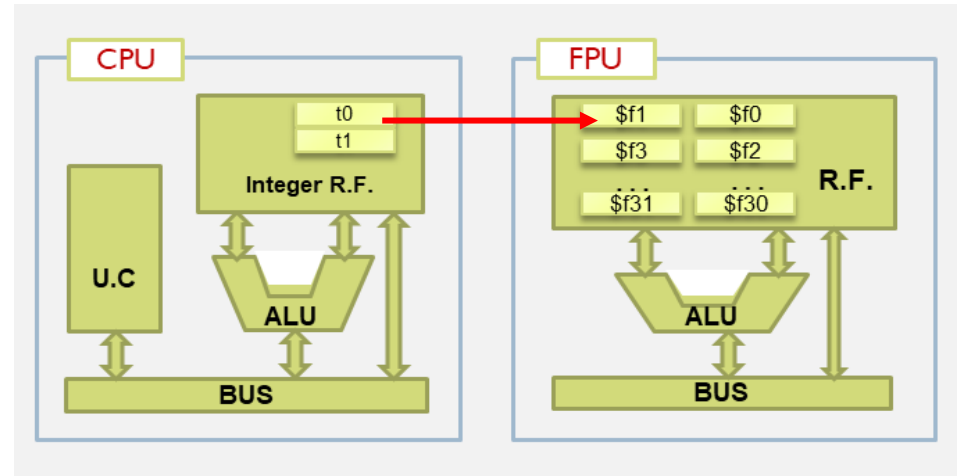 CPU
t0
t1
Integer R.F.
U.C
ALU
BUS
FPU
$f1 $f0
$f3 $f2
... ...
$f31 $f30
R.F.
ALU
BUS